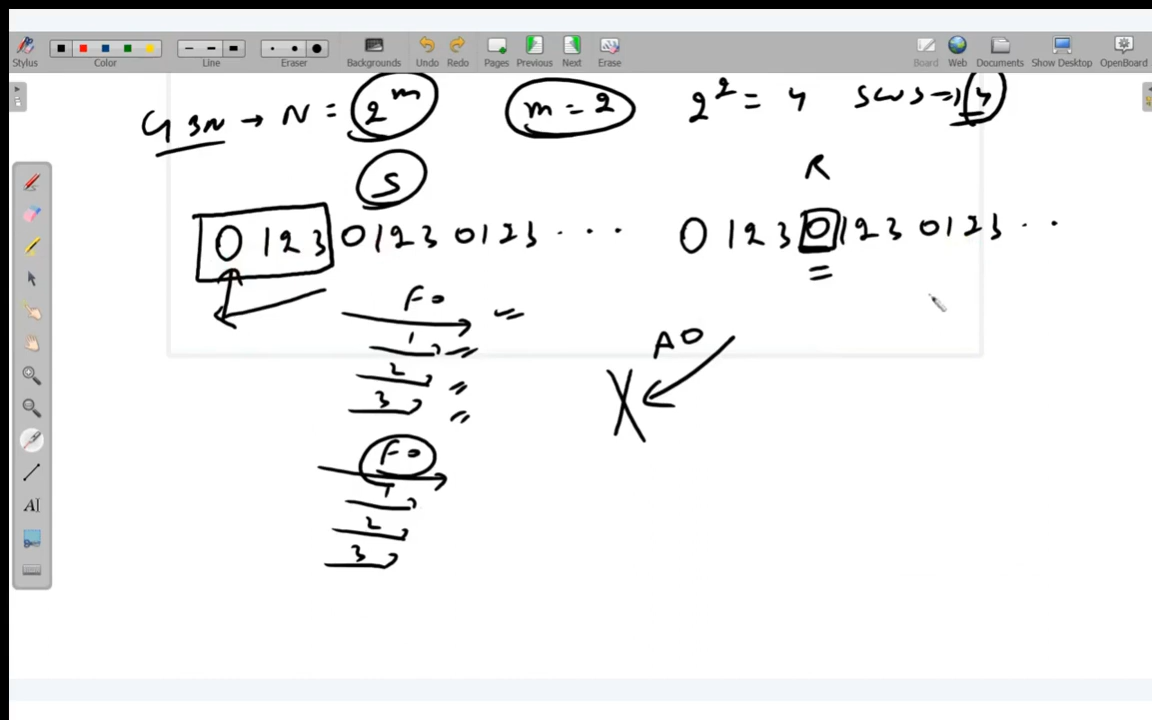 Stylus Color Line Eraser Backgrounds Undo Redo Pages Previous Next Erase Board Web Documents Show Desktop OpenBoard
GBN → N = 2^m m = 2 2^2 = 4 SWS => 4
S R
0 1 2 3 0 1 2 3 0 1 2 3 ... 0 1 2 3 0 1 2 3 0 1 2 3 ...
F0
1
A0
2
3
X
F0
1
2
3
AI